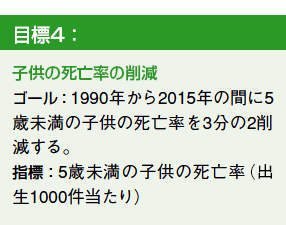 目標4：
子供の死亡率の削減
ゴール：1990年から2015年の間に5
歳未満の子供の死亡率を3分の2削
減する。
指標：5歳未満の子供の死亡率（出
生1000件当たり）